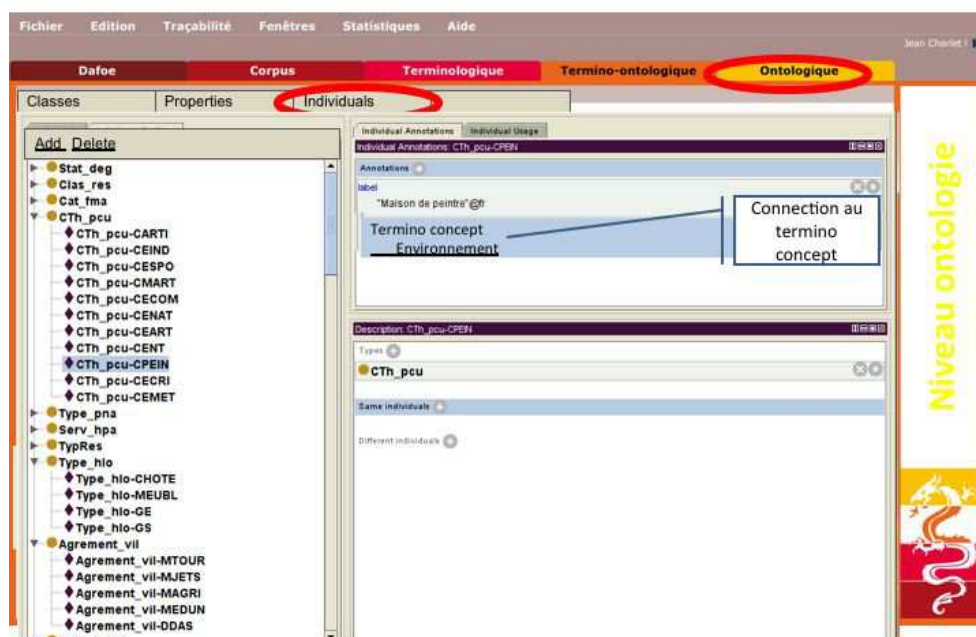 Fichier Edition Traçabilité Fenêtres Statistiques Aide
Jean Charlet
Dafoe Corpus Terminologique Termino-ontologique Ontologique
Classes Properties Individuals
Add Delete
Stat_deg
Clas_res
Cat_fma
CTh_pcu
CTh_pcu-CARTI
CTh_pcu-CEIND
CTh_pcu-CESPO
CTh_pcu-CMART
CTh_pcu-CECOM
CTh_pcu-CENAT
CTh_pcu-CEART
CTh_pcu-CENT
CTh_pcu-CPEIN
CTh_pcu-CECRI
CTh_pcu-CEMET
Type_pna
Serv_hpa
TypRes
Type_hlo
Type_hlo-CHOTE
Type_hlo-MEUBL
Type_hlo-GE
Type_hlo-GS
Agrement_vil
Agrement_vil-MTOUR
Agrement_vil-MJETS
Agrement_vil-MAGRI
Agrement_vil-MEDUN
Agrement_vil-DDAS
Individual Annotations Individual Usage
Individual Annotations: CTh_pcu-CPEIN
Annotations
label
"Maison de peintre"@fr
Termino concept
Environnement
Connection au
termino
concept
Description: CTh_pcu-CPEIN
Types
CTh_pcu
Same individuals
Different individuals
Niveau ontologie